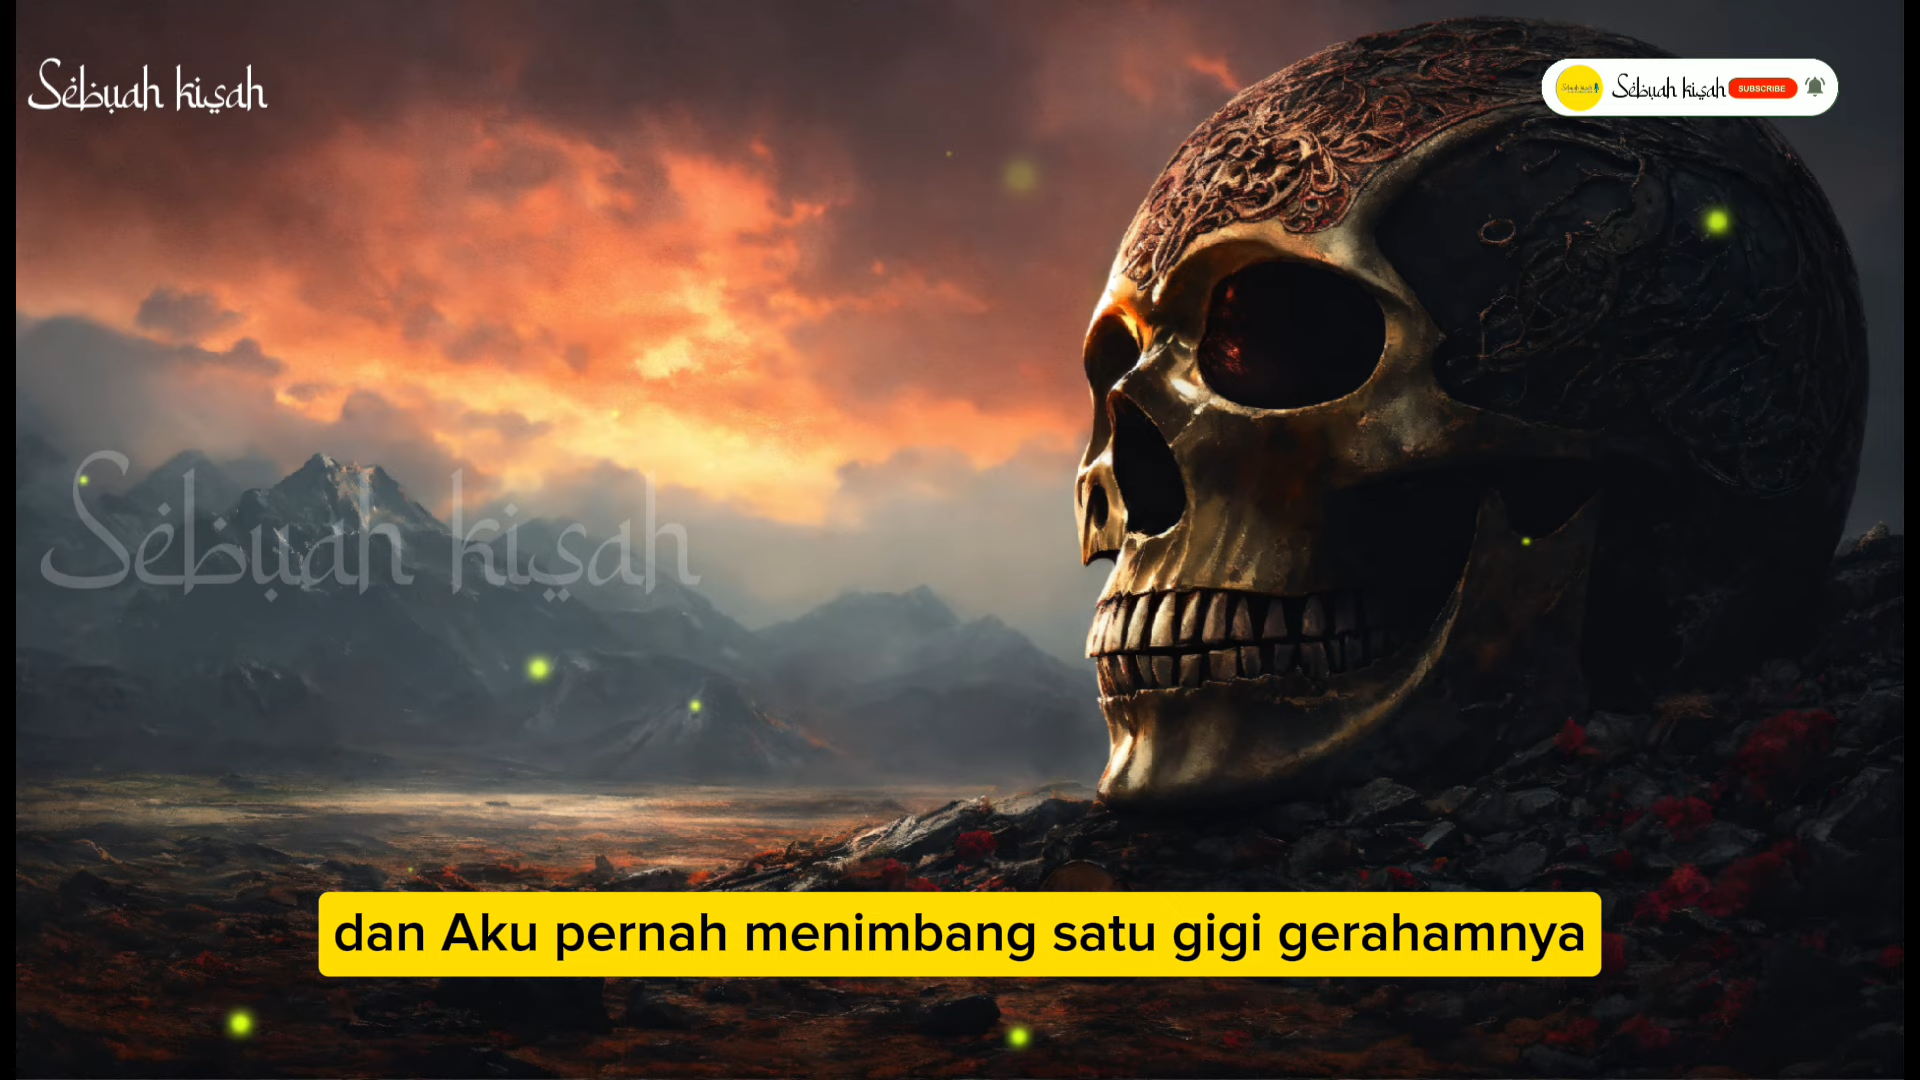 Sebuah kisah
Sebuah kisah
SUBSCRIBE
Sebuah kisah
dan Aku pernah menimbang satu gigi gerahamnya